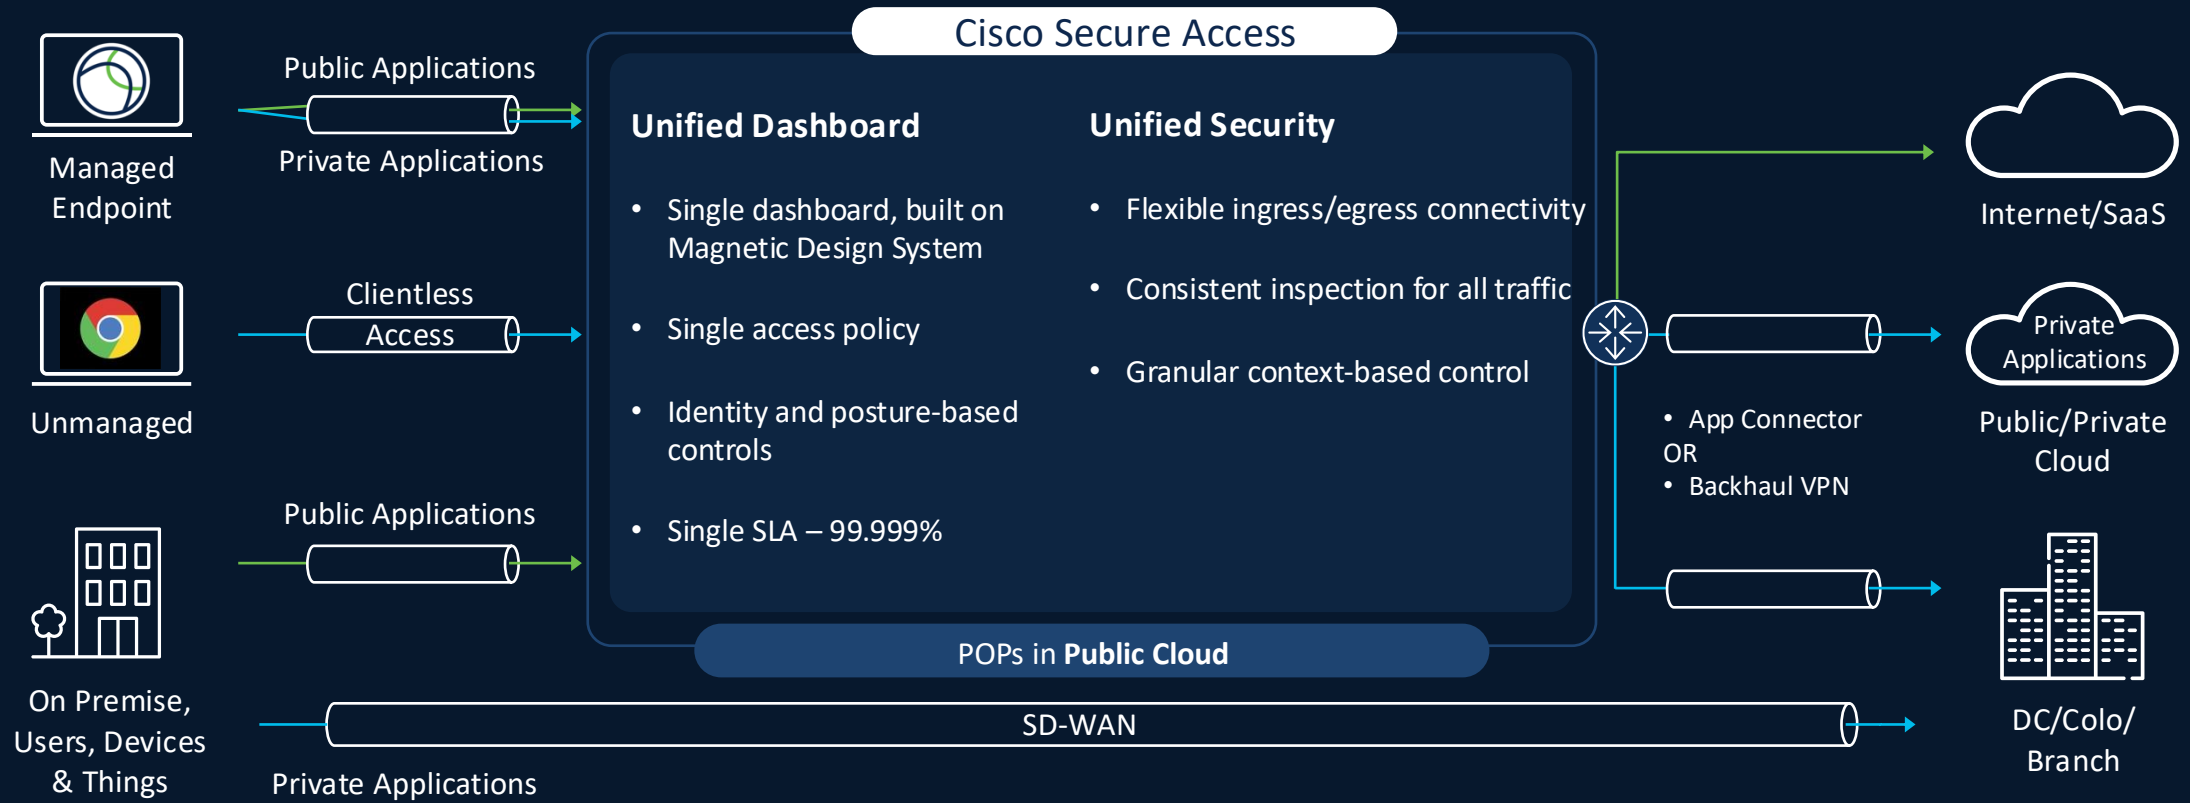 Cisco Secure Access
Public Applications
Private Applications
Managed
Endpoint
Clientless
Access
Unmanaged
Public Applications
On Premise,
Users, Devices
& Things
Private Applications
Unified Dashboard
• Single dashboard, built on
Magnetic Design System
• Single access policy
• Identity and posture-based
controls
• Single SLA – 99.999%
Unified Security
• Flexible ingress/egress connectivity
• Consistent inspection for all traffic
• Granular context-based control
POPs in Public Cloud
SD-WAN
Internet/SaaS
Private
Applications
Public/Private
Cloud
• App Connector
OR
• Backhaul VPN
DC/Colo/
Branch